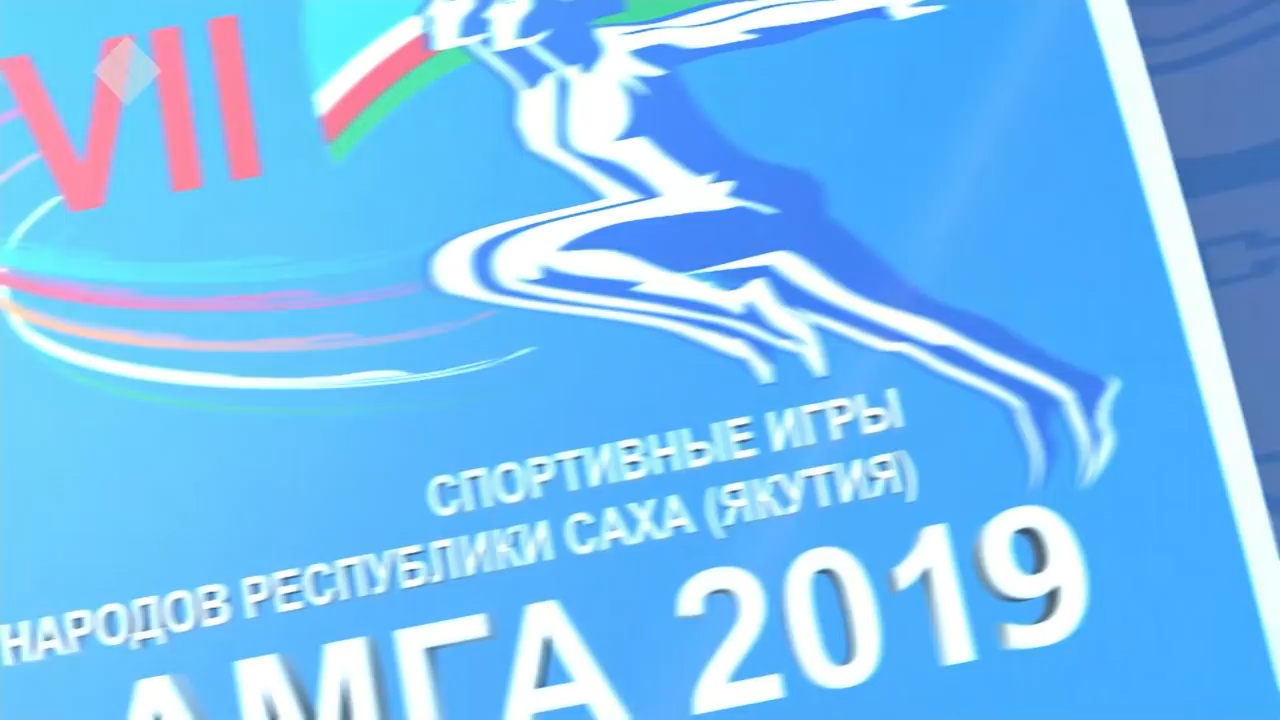 VII
СПОРТИВНЫЕ ИГРЫ
НАРОДОВ РЕСПУБЛИКИ САХА (ЯКУТИЯ)
АМГА 2019